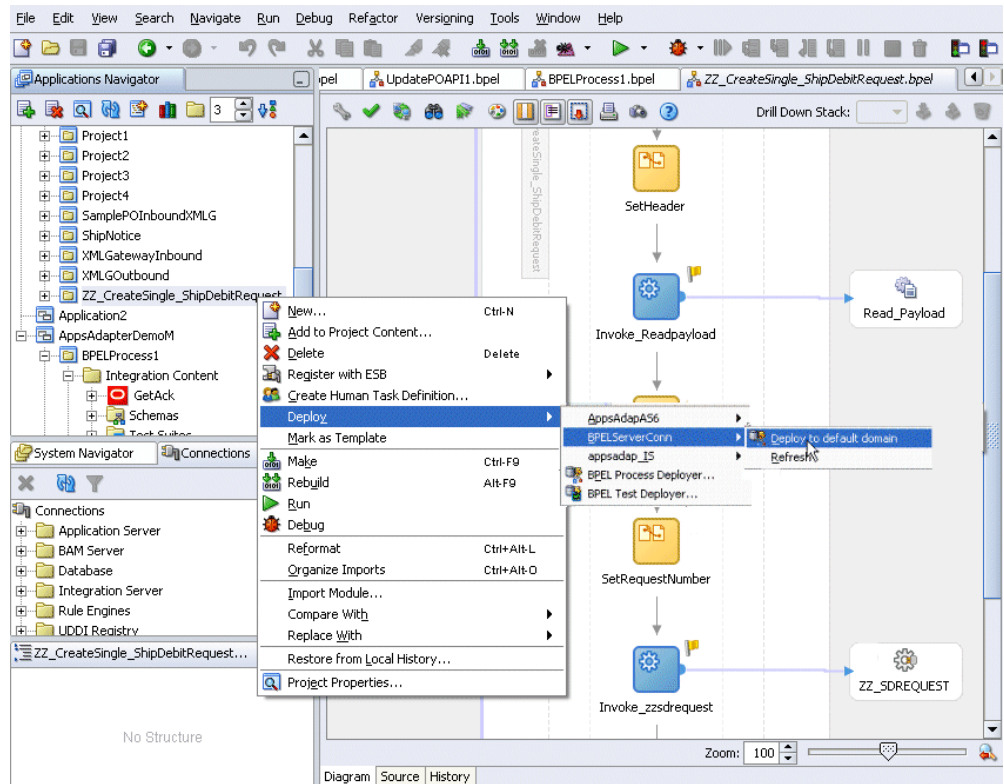 File Edit View Search Navigate Run Debug Refactor Versioning Tools Window Help
Applications Navigator
pel
UpdatePOAPI1.bpel
BPELProcess1.bpel
ZZ_CreateSingle_ShipDebitRequest.bpel
3
Drill Down Stack:
Project1
Project2
Project3
Project4
SamplePOInboundXMLG
ShipNotice
XMLGatewayInbound
XMLGOutbound
ZZ_CreateSingle_ShipDebitRequest
Application2
AppsAdapterDemoM
BPELProcess1
Integration Content
GetAck
Schemas
Test Suites
System Navigator
Connections
Connections
Application Server
BAM Server
Database
Integration Server
Rule Engines
UDDI Registry
ZZ_CreateSingle_ShipDebitRequest...
No Structure
New... Ctrl-N
Add to Project Content...
Delete Delete
Register with ESB
Create Human Task Definition...
Deploy
Mark as Template
Make Ctrl-F9
Rebuild Alt-F9
Run
Debug
Reformat Ctrl+Alt-L
Organize Imports Ctrl+Alt-O
Import Module...
Compare With
Replace With
Restore from Local History...
Project Properties...
AppsAdapAS6
BPELServerConn
appsadap_IS
BPEL Process Deployer...
BPEL Test Deployer...
Deploy to default domain
Refresh
eateSingle_ShipDebitRequest
SetHeader
Invoke_Readpayload
Read_Payload
SetRequestNumber
Invoke_zzsdrequest
ZZ_SDREQUEST
Zoom: 100
Diagram Source History